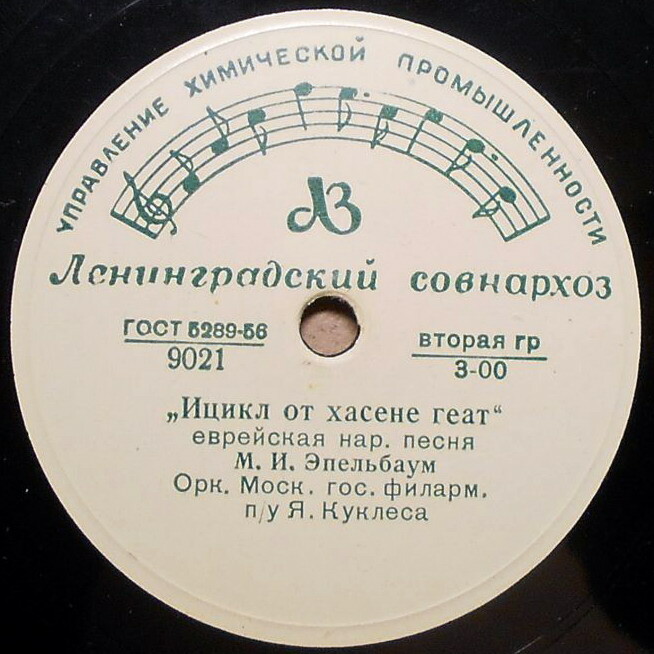 УПРАВЛЕНИЕ ХИМИЧЕСКОЙ ПРОМЫШЛЕННОСТИ
ЛЗ
Ленинградский совнархоз
ГОСТ 5289-56
9021
вторая гр
3-00
„Ицикл от хасене геат“
еврейская нар. песня
М. И. Эпельбаум
Орк. Моск. гос. филарм.
п/у Я. Куклеса